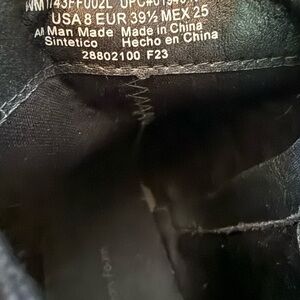 USA 8 EUR 39½ MEX 25
All Man Made Made in China
Sintetico Hecho en China
28802100 F23